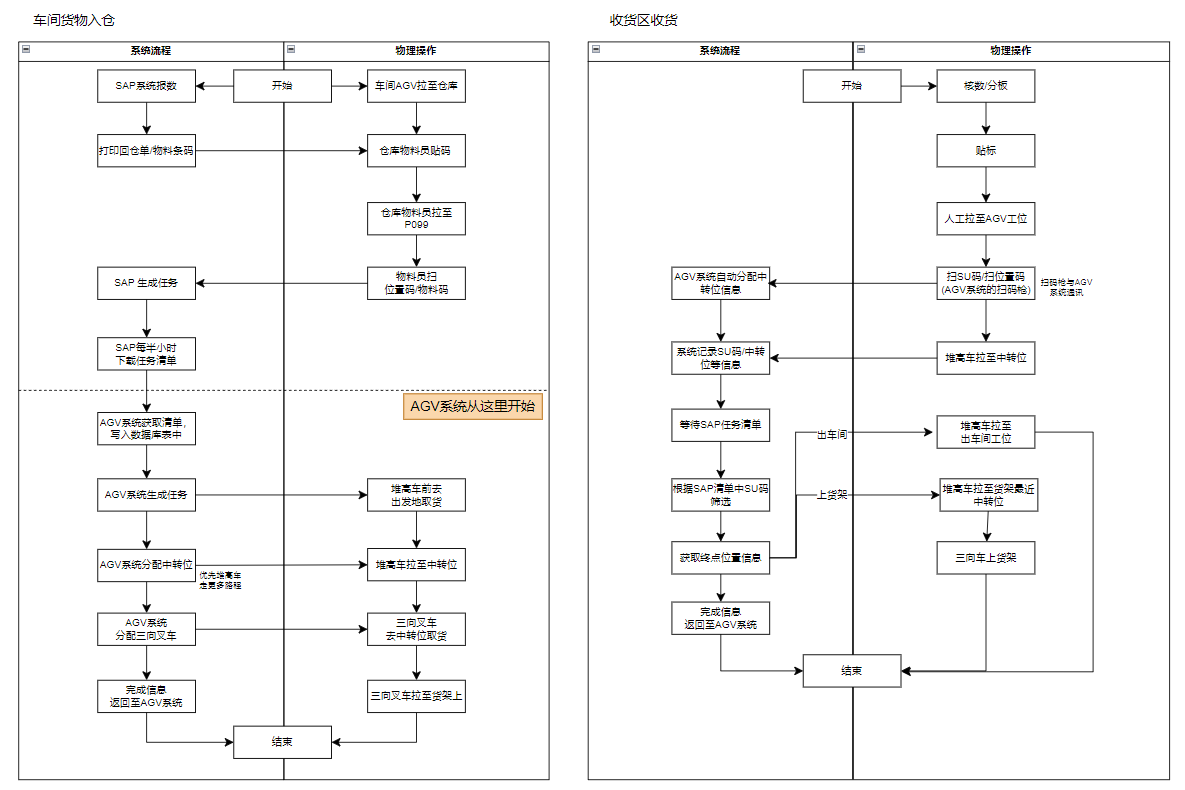 车间货物入仓
系统流程
物理操作
SAP系统报数
开始
车间AGV拉至仓库
打印回仓单/物料条码
仓库物料员贴码
仓库物料员拉至
P099
SAP 生成任务
物料员扫
位置码/物料码
SAP每半小时
下载任务清单
AGV系统从这里开始
AGV系统获取清单，
写入数据库表中
AGV系统生成任务
堆高车前去
出发地取货
AGV系统分配中转位
优先堆高车
走更多路程
堆高车拉至中转位
AGV系统
分配三向叉车
三向叉车
去中转位取货
完成信息
返回至AGV系统
三向叉车拉至货架上
结束
收货区收货
系统流程
物理操作
开始
核数/分板
贴标
人工拉至AGV工位
AGV系统自动分配中
转位信息
扫SU码/扫位置码
(AGV系统的扫码枪)
扫码枪与AGV
系统通讯
系统记录SU码/中转
位等信息
堆高车拉至中转位
等待SAP任务清单
出车间
堆高车拉至
出车间工位
根据SAP清单中SU码
筛选
上货架
堆高车拉至货架最近
中转位
获取终点位置信息
三向车上货架
完成信息
返回至AGV系统
结束